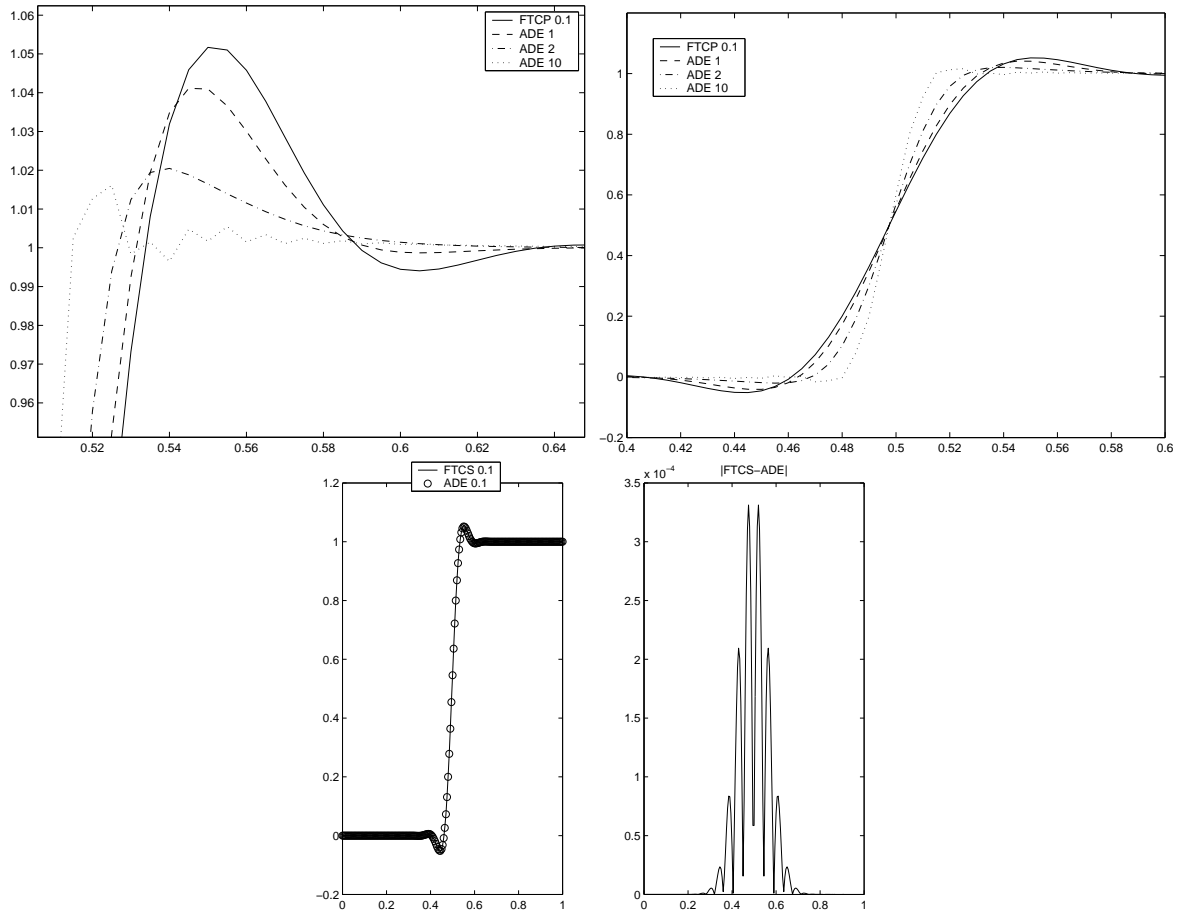 1.06
1.05
1.04
1.03
1.02
1.01
1
0.99
0.98
0.97
0.96
0.52 0.54 0.56 0.58 0.6 0.62 0.64
FTCP 0.1
ADE 1
ADE 2
ADE 10
1
0.8
0.6
0.4
0.2
0
−0.2
0.4 0.42 0.44 0.46 0.48 0.5 0.52 0.54 0.56 0.58 0.6
FTCP 0.1
ADE 1
ADE 2
ADE 10
FTCS 0.1
ADE 0.1
1.2
1
0.8
0.6
0.4
0.2
0
−0.2
0 0.2 0.4 0.6 0.8 1
|FTCS−ADE|
x 10⁻⁴
3.5
3
2.5
2
1.5
1
0.5
0
0 0.2 0.4 0.6 0.8 1